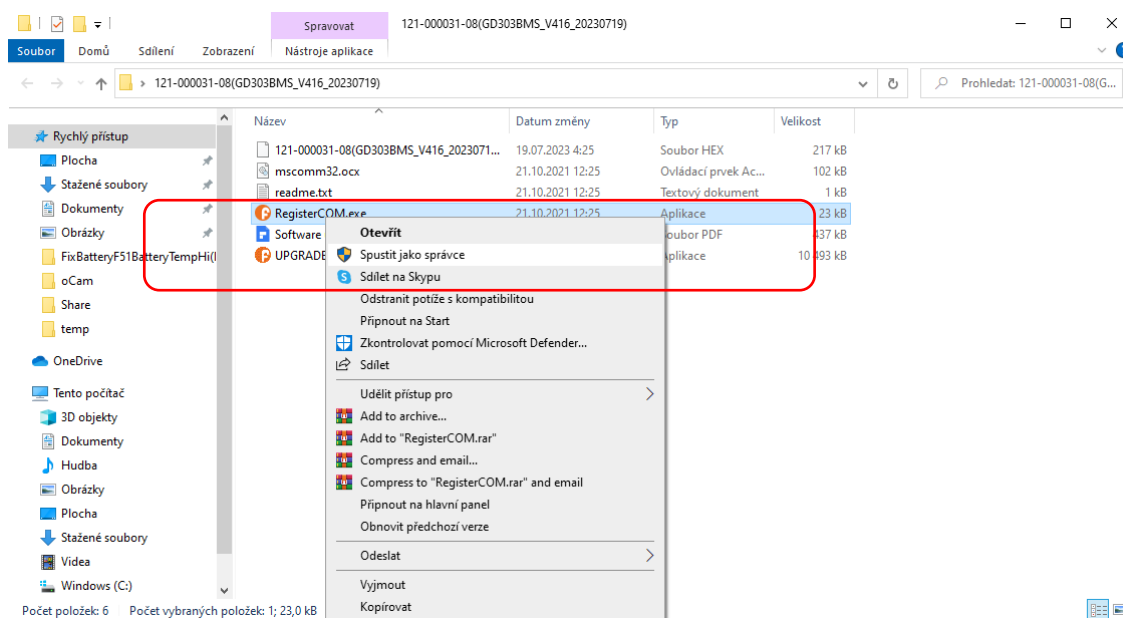 Spravovat 121-000031-08(GD303BMS_V416_20230719)
Soubor Domů Sdílení Zobrazení Nástroje aplikace
121-000031-08(GD303BMS_V416_20230719) Prohledat: 121-000031-08(G...
Název Datum změny Typ Velikost
Rychlý přístup
Plocha
Stažené soubory
Dokumenty
Obrázky
FixBatteryF51BatteryTempHi(
oCam
Share
temp
OneDrive
Tento počítač
3D objekty
Dokumenty
Hudba
Obrázky
Plocha
Stažené soubory
Videa
Windows (C:)
121-000031-08(GD303BMS_V416_2023071... 19.07.2023 4:25 Soubor HEX 217 kB
mscomm32.ocx 21.10.2021 12:25 Ovládací prvek Ac... 102 kB
readme.txt 21.10.2021 12:25 Textový dokument 1 kB
RegisterCOM.exe 21.10.2021 12:25 Aplikace 23 kB
Software Soubor PDF 437 kB
UPGRADE Aplikace 10 493 kB
Otevřít
Spustit jako správce
Sdílet na Skypu
Odstranit potíže s kompatibilitou
Připnout na Start
Zkontrolovat pomocí Microsoft Defender...
Sdílet
Udělit přístup pro
Add to archive...
Add to "RegisterCOM.rar"
Compress and email...
Compress to "RegisterCOM.rar" and email
Připnout na hlavní panel
Obnovit předchozí verze
Odeslat
Vyjmout
Kopírovat
Počet položek: 6 Počet vybraných položek: 1; 23,0 kB